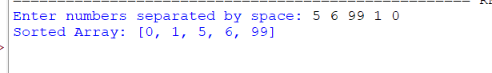 Enter numbers separated by space: 5 6 99 1 0
Sorted Array: [0, 1, 5, 6, 99]